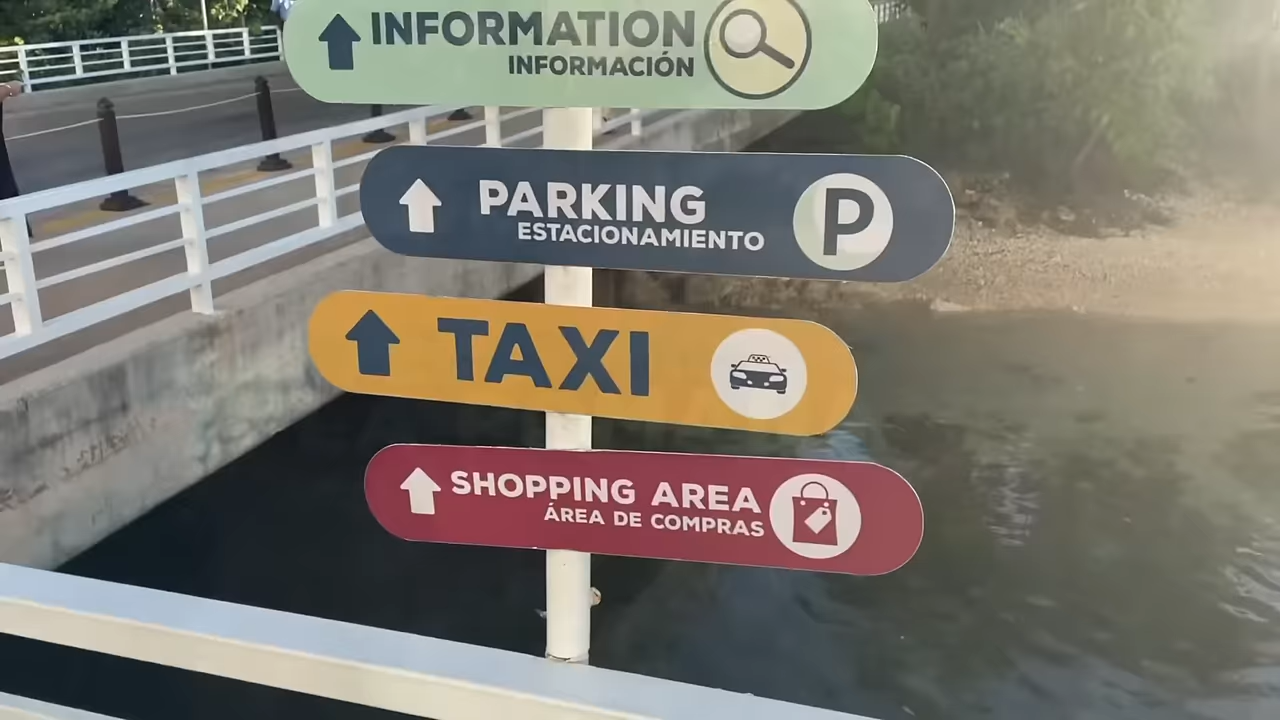 INFORMATION
INFORMACIÓN
PARKING
ESTACIONAMIENTO
P
TAXI
SHOPPING AREA
ÁREA DE COMPRAS